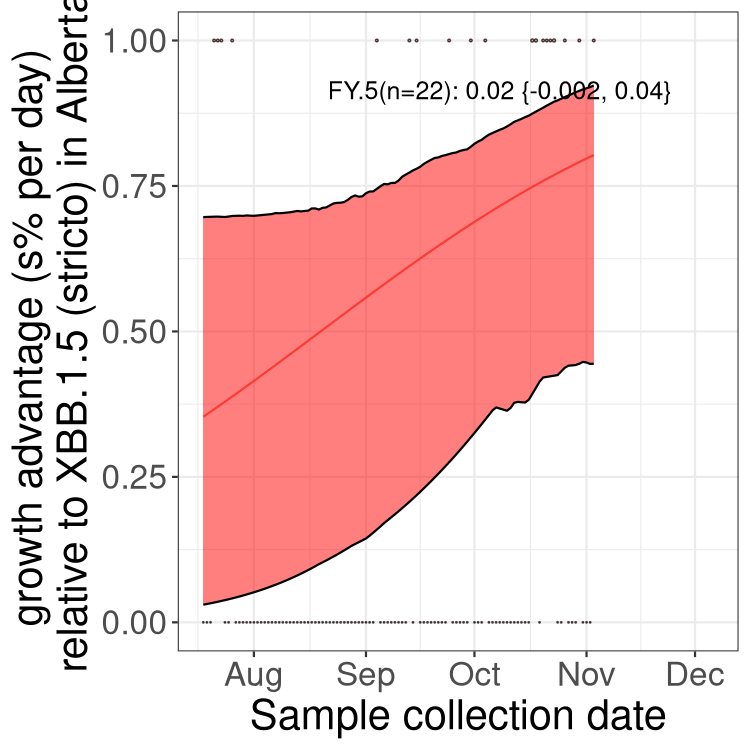 growth advantage (s% per day)
relative to XBB.1.5 (stricto) in Alberta
1.00
0.75
0.50
0.25
0.00
FY.5(n=22): 0.02 {-0.002, 0.04}
Aug Sep Oct Nov Dec
Sample collection date